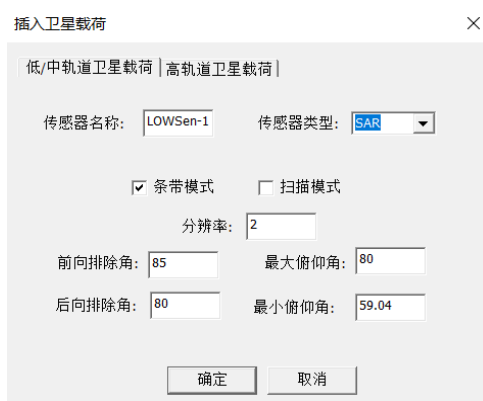 插入卫星载荷
低/中轨道卫星载荷 高轨道卫星载荷
传感器名称: LOWSen-1 传感器类型: SAR
条带模式 扫描模式
分辨率: 2
前向排除角: 85 最大俯仰角: 80
后向排除角: 80 最小俯仰角: 59.04
确定 取消